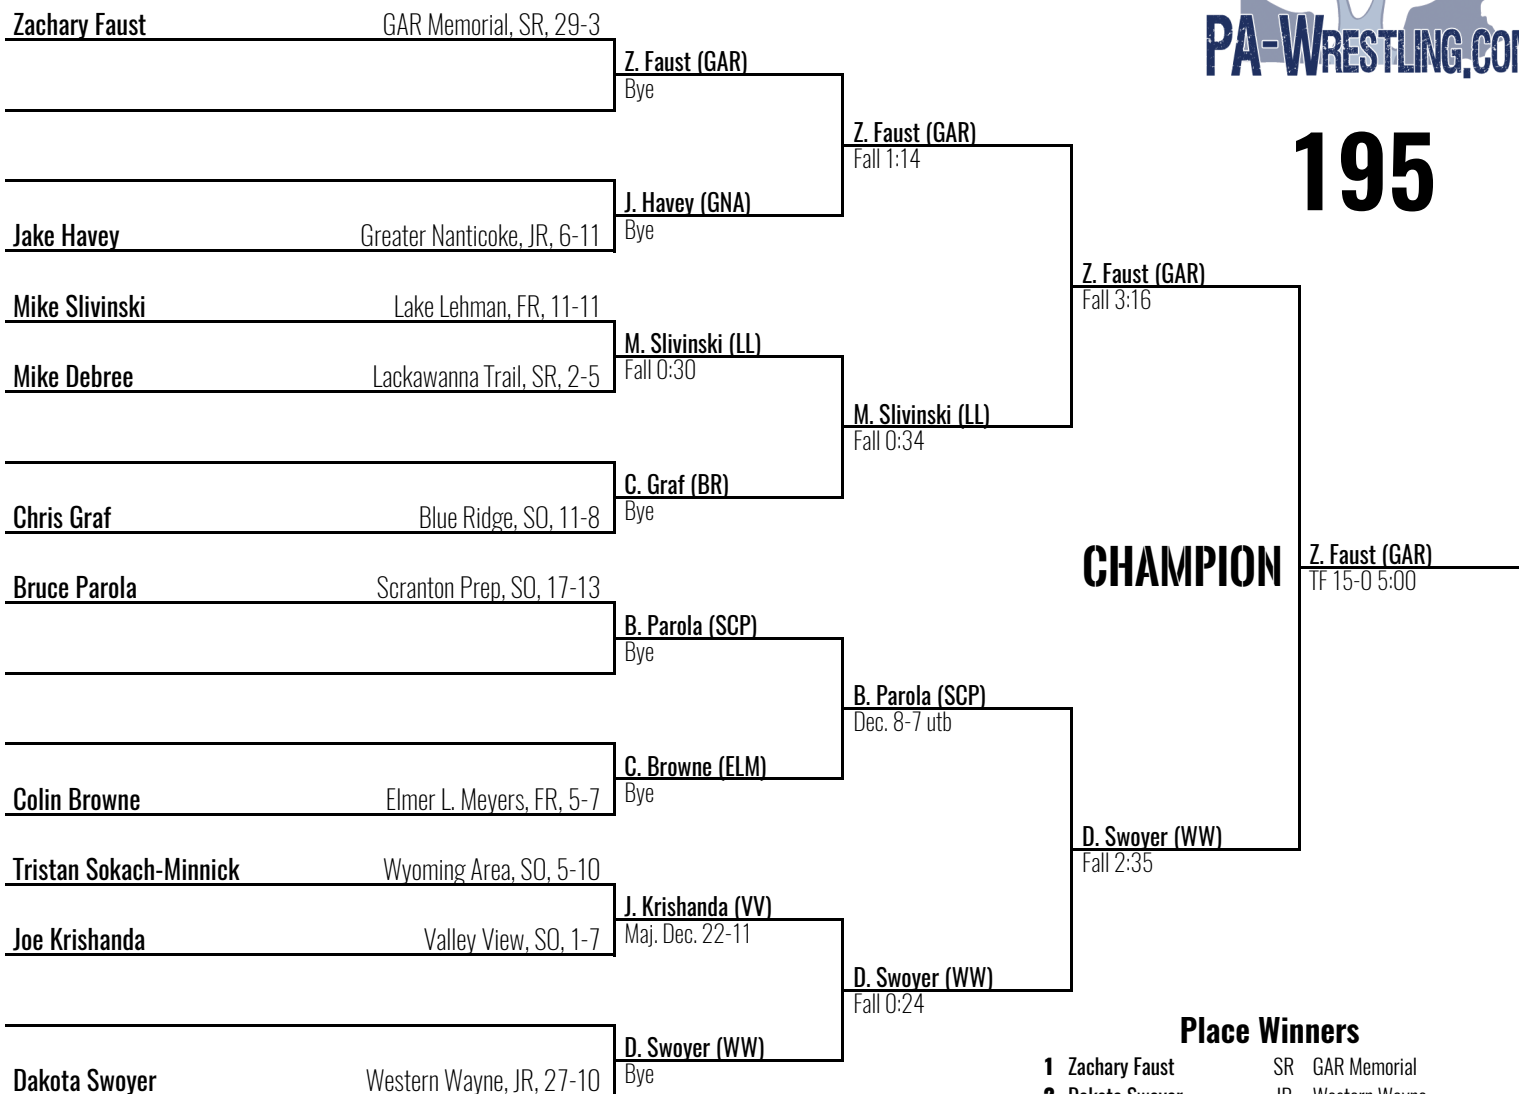 Zachary Faust GAR Memorial, SR, 29-3
Z. Faust (GAR)
Bye
Z. Faust (GAR)
Fall 1:14
J. Havey (GNA)
Bye
Jake Havey Greater Nanticoke, JR, 6-11
Mike Slivinski Lake Lehman, FR, 11-11
M. Slivinski (LL)
Fall 0:30
Mike Debree Lackawanna Trail, SR, 2-5
M. Slivinski (LL)
Fall 0:34
C. Graf (BR)
Bye
Chris Graf Blue Ridge, SO, 11-8
Z. Faust (GAR)
Fall 3:16
Bruce Parola Scranton Prep, SO, 17-13
B. Parola (SCP)
Bye
B. Parola (SCP)
Dec. 8-7 utb
C. Browne (ELM)
Bye
Colin Browne Elmer L. Meyers, FR, 5-7
Tristan Sokach-Minnick Wyoming Area, SO, 5-10
J. Krishanda (VV)
Maj. Dec. 22-11
Joe Krishanda Valley View, SO, 1-7
D. Swoyer (WW)
Fall 0:24
D. Swoyer (WW)
Bye
Dakota Swoyer Western Wayne, JR, 27-10
D. Swoyer (WW)
Fall 2:35
CHAMPION
Z. Faust (GAR)
TF 15-0 5:00
195
Place Winners
1 Zachary Faust SR GAR Memorial